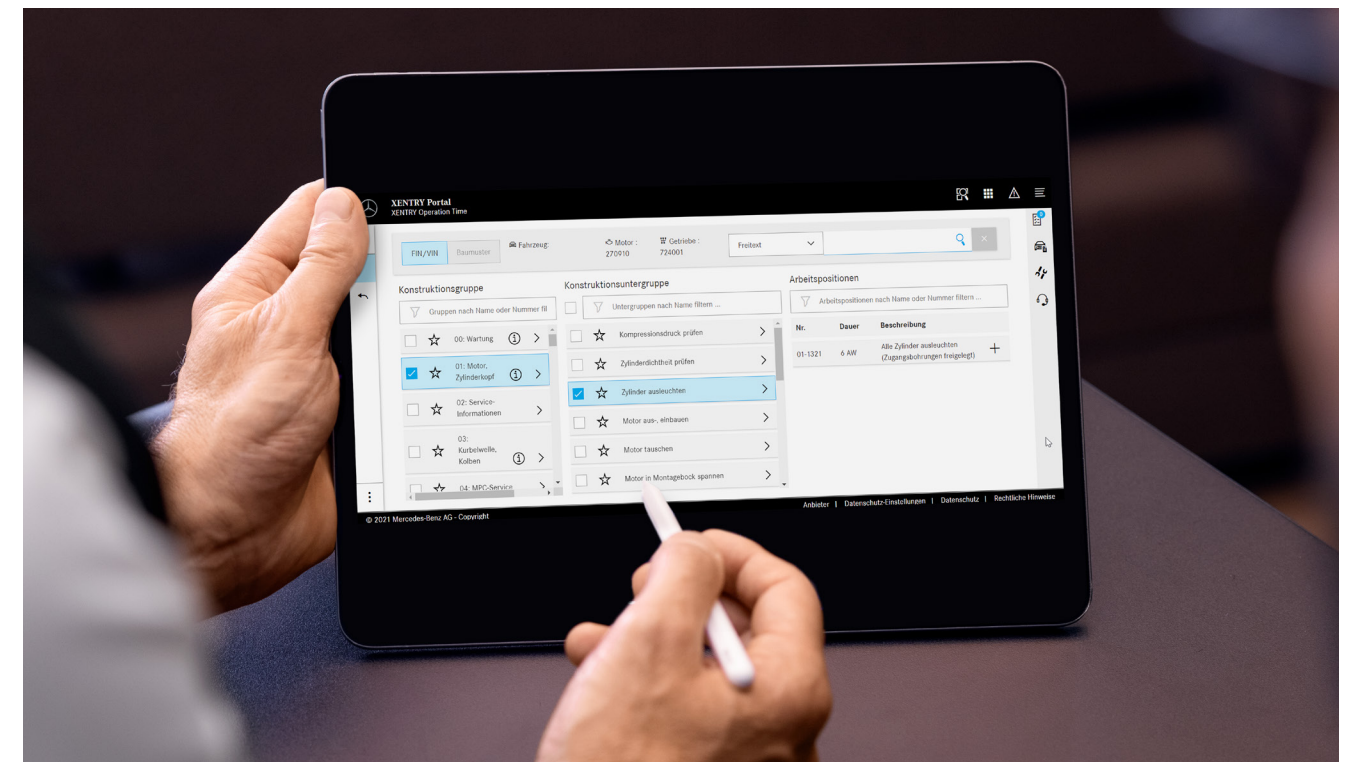 XENTRY Portal
XENTRY Operation Time
FIN/VIN
Baumuster
Fahrzeug:
Motor :
270910
Getriebe :
724001
Freitext
Konstruktionsgruppe
Gruppen nach Name oder Nummer fil
00: Wartung
01: Motor,
Zylinderkopf
02: Service-
Informationen
03:
Kurbelwelle,
Kolben
04: MPC-Service
Konstruktionsuntergruppe
Untergruppen nach Name filtern ...
Kompressionsdruck prüfen
Zylinderdichtheit prüfen
Zylinder ausleuchten
Motor aus-, einbauen
Motor tauschen
Motor in Montagebock spannen
Arbeitspositionen
Arbeitspositionen nach Name oder Nummer filtern ...
Nr. Dauer Beschreibung
01-1321 6 AW Alle Zylinder ausleuchten
(Zugangsbohrungen freigelegt)
© 2021 Mercedes-Benz AG - Copyright
Anbieter | Datenschutz-Einstellungen | Datenschutz | Rechtliche Hinweise